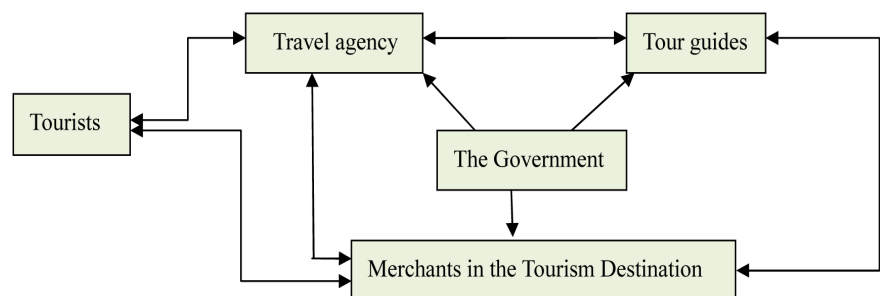 Travel agency
Tour guides
Tourists
The Government
Merchants in the Tourism Destination